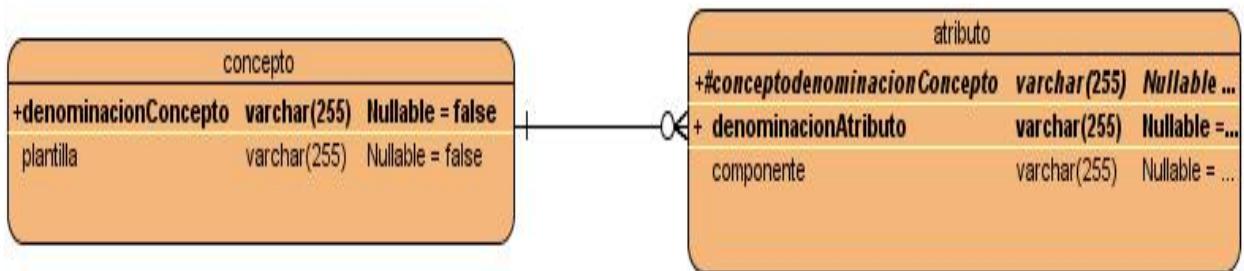 concepto
+denominacionConcepto varchar(255) Nullable = false
plantilla varchar(255) Nullable = false
atributo
+#conceptodenominacionConcepto varchar(255) Nullable ...
+ denominacionAtributo varchar(255) Nullable =...
componente varchar(255) Nullable = ...